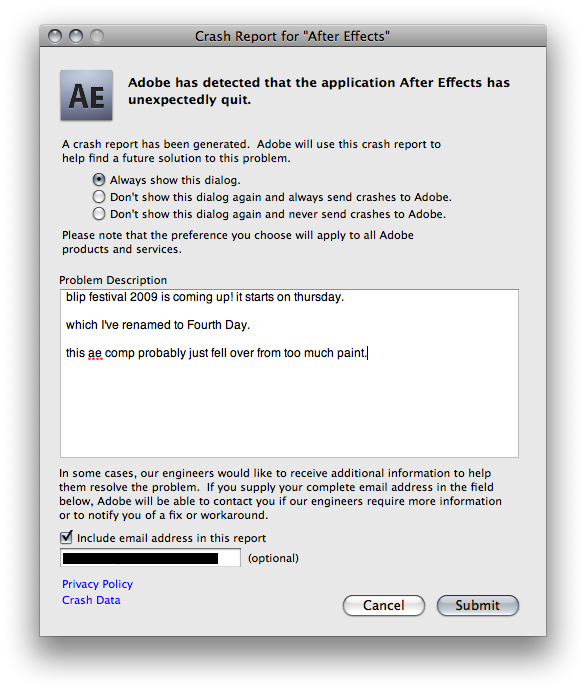 Crash Report for "After Effects"
AE
Adobe has detected that the application After Effects has
unexpectedly quit.
A crash report has been generated.  Adobe will use this crash report to
help find a future solution to this problem.
Always show this dialog.
Don't show this dialog again and always send crashes to Adobe.
Don't show this dialog again and never send crashes to Adobe.
Please note that the preference you choose will apply to all Adobe
products and services.
Problem Description
blip festival 2009 is coming up! it starts on thursday.
which I've renamed to Fourth Day.
this ae comp probably just fell over from too much paint.
In some cases, our engineers would like to receive additional information to help
them resolve the problem.  If you supply your complete email address in the field
below, Adobe will be able to contact you if our engineers require more information
or to notify you of a fix or workaround.
Include email address in this report
(optional)
Privacy Policy
Crash Data
Cancel
Submit